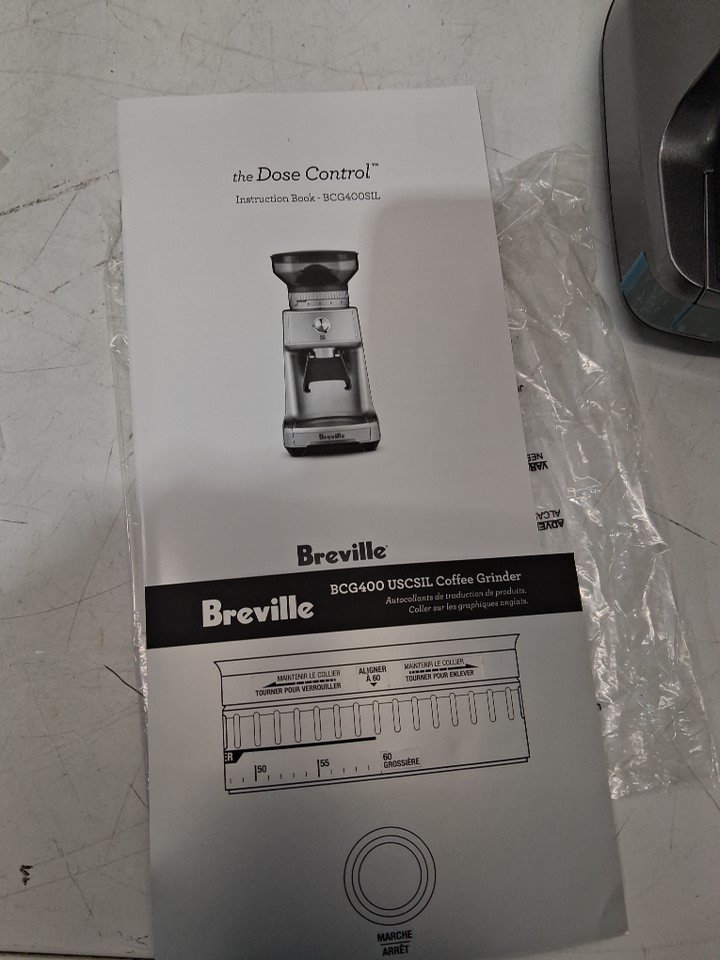 the Dose Control™
Instruction Book - BCG400SIL
Breville
Breville®
Breville
BCG400 USCSIL Coffee Grinder
Autocollants de traduction de produits.
Coller sur les graphiques anglais.
MAINTENIR LE COLLIER
TOURNER POUR VERROUILLER
ALIGNER
À 60
MAINTENIR LE COLLIER
TOURNER POUR ENLEVER
ER
50
55
60
GROSSIÈRE
MARCHE
ARRÊT